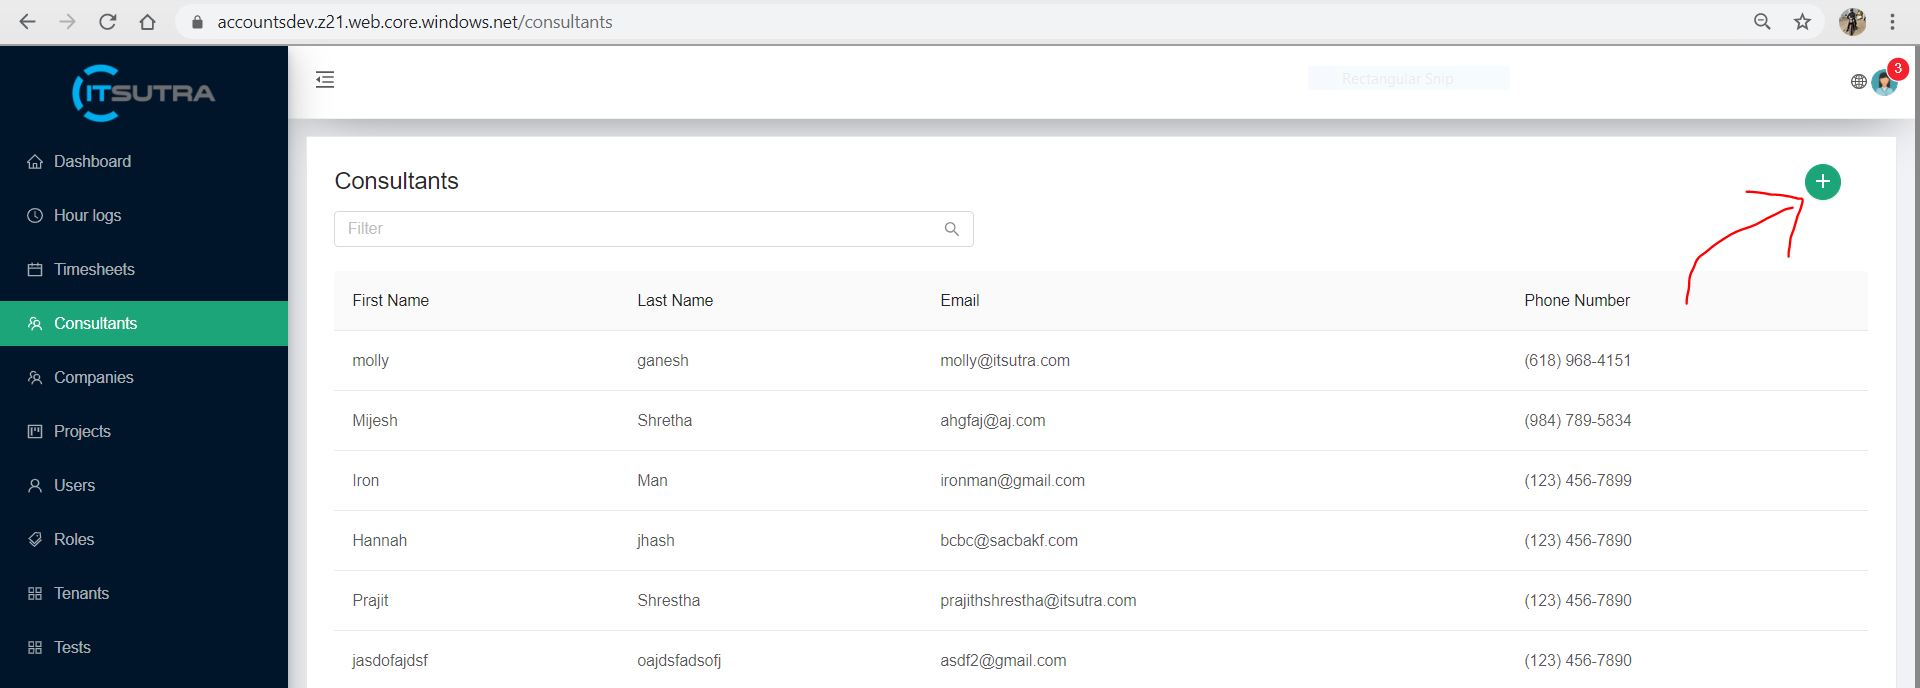 accountsdev.z21.web.core.windows.net/consultants
ITSUTRA
Rectangular Snip
3
Dashboard
Hour logs
Timesheets
Consultants
Companies
Projects
Users
Roles
Tenants
Tests
Consultants
Filter
First Name Last Name Email Phone Number
molly ganesh molly@itsutra.com (618) 968-4151
Mijesh Shretha ahgfaj@aj.com (984) 789-5834
Iron Man ironman@gmail.com (123) 456-7899
Hannah jhash bcbc@sacbakf.com (123) 456-7890
Prajit Shrestha prajithshrestha@itsutra.com (123) 456-7890
jasdofajdsf oajdsfadsofj asdf2@gmail.com (123) 456-7890